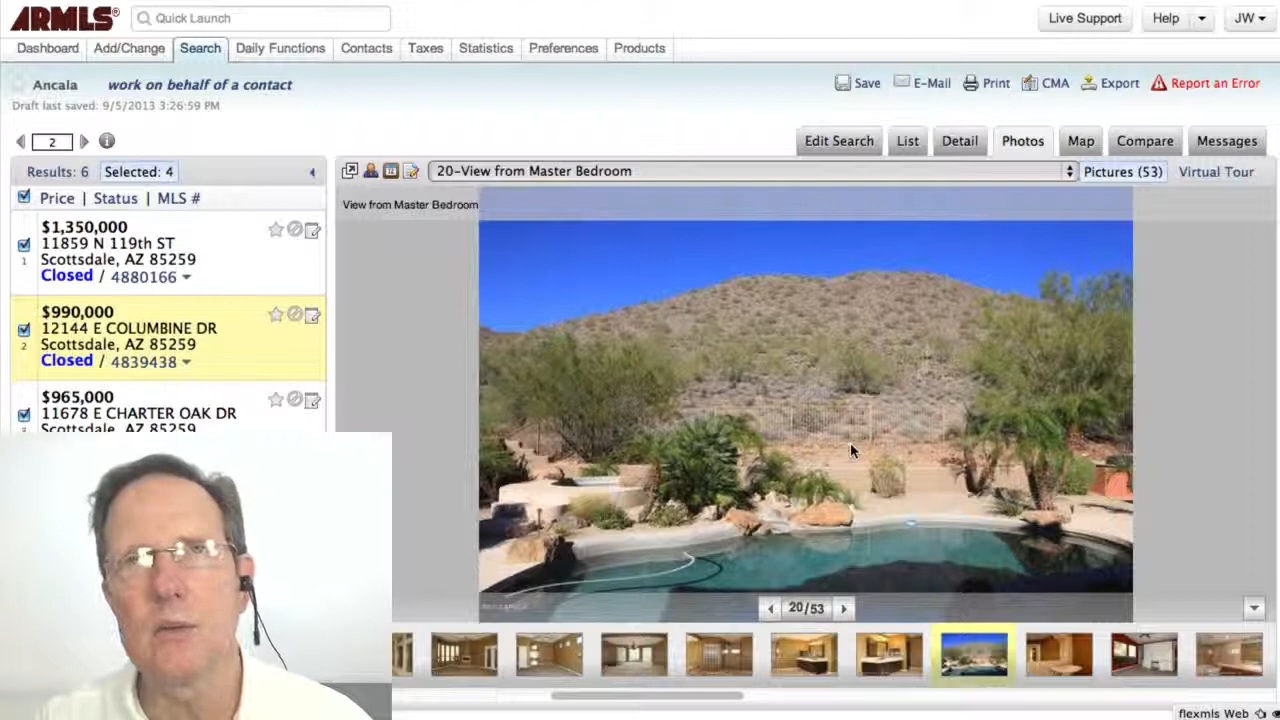 ARMLS®
Quick Launch
Live Support
Help
JW
Dashboard
Add/Change
Search
Daily Functions
Contacts
Taxes
Statistics
Preferences
Products
Ancala
work on behalf of a contact
Save
E-Mail
Print
CMA
Export
Report an Error
Draft last saved: 9/5/2013 3:26:59 PM
2
Edit Search
List
Detail
Photos
Map
Compare
Messages
Results: 6
Selected: 4
20-View from Master Bedroom
Pictures (53)
Virtual Tour
Price | Status | MLS #
View from Master Bedroom
$1,350,000
11859 N 119th ST
Scottsdale, AZ 85259
Closed / 4880166
1
$990,000
12144 E COLUMBINE DR
Scottsdale, AZ 85259
Closed / 4839438
2
$965,000
11678 E CHARTER OAK DR
Scottsdale, AZ 85259
20/53
flexmls Web